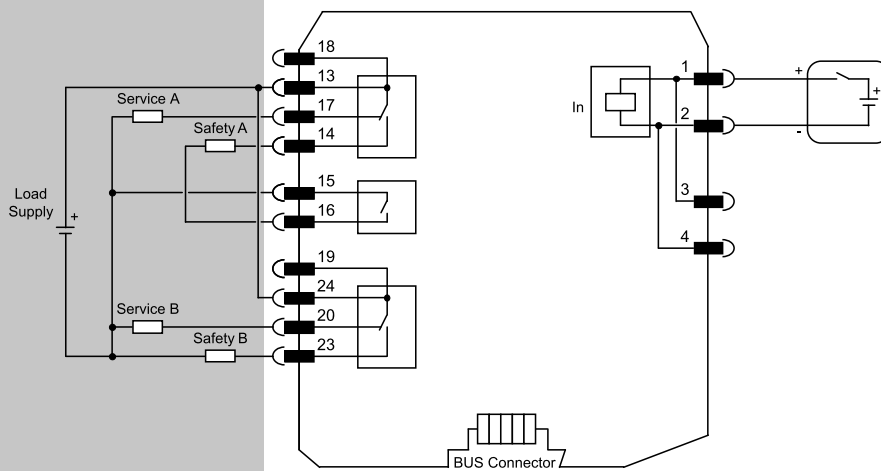 18
13
Service A
17
Safety A
14
15
16
Load
Supply
+
19
24
Service B
20
Safety B
23
In
1
+
+
2
-
3
4
BUS Connector